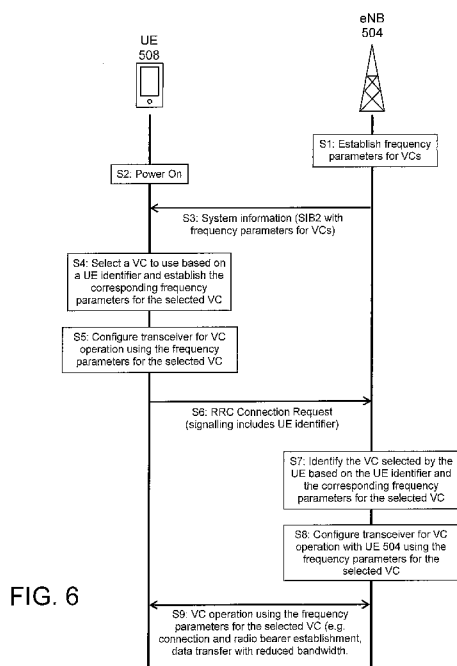 UE
508
eNB
504
S1: Establish frequency
parameters for VCs
S2: Power On
S3: System information (SIB2 with
frequency parameters for VCs)
S4: Select a VC to use based on
a UE identifier and establish the
corresponding frequency
parameters for the selected VC
S5: Configure transceiver for VC
operation using the frequency
parameters for the selected VC
S6: RRC Connection Request
(signalling includes UE identifier)
S7: Identify the VC selected by the
UE based on the UE identifier and
the corresponding frequency
parameters for the selected VC
S8: Configure transceiver for VC
operation with UE 504 using the
frequency parameters for the
selected VC
FIG. 6
S9: VC operation using the frequency
parameters for the selected VC (e.g.
connection and radio bearer establishment,
data transfer with reduced bandwidth.